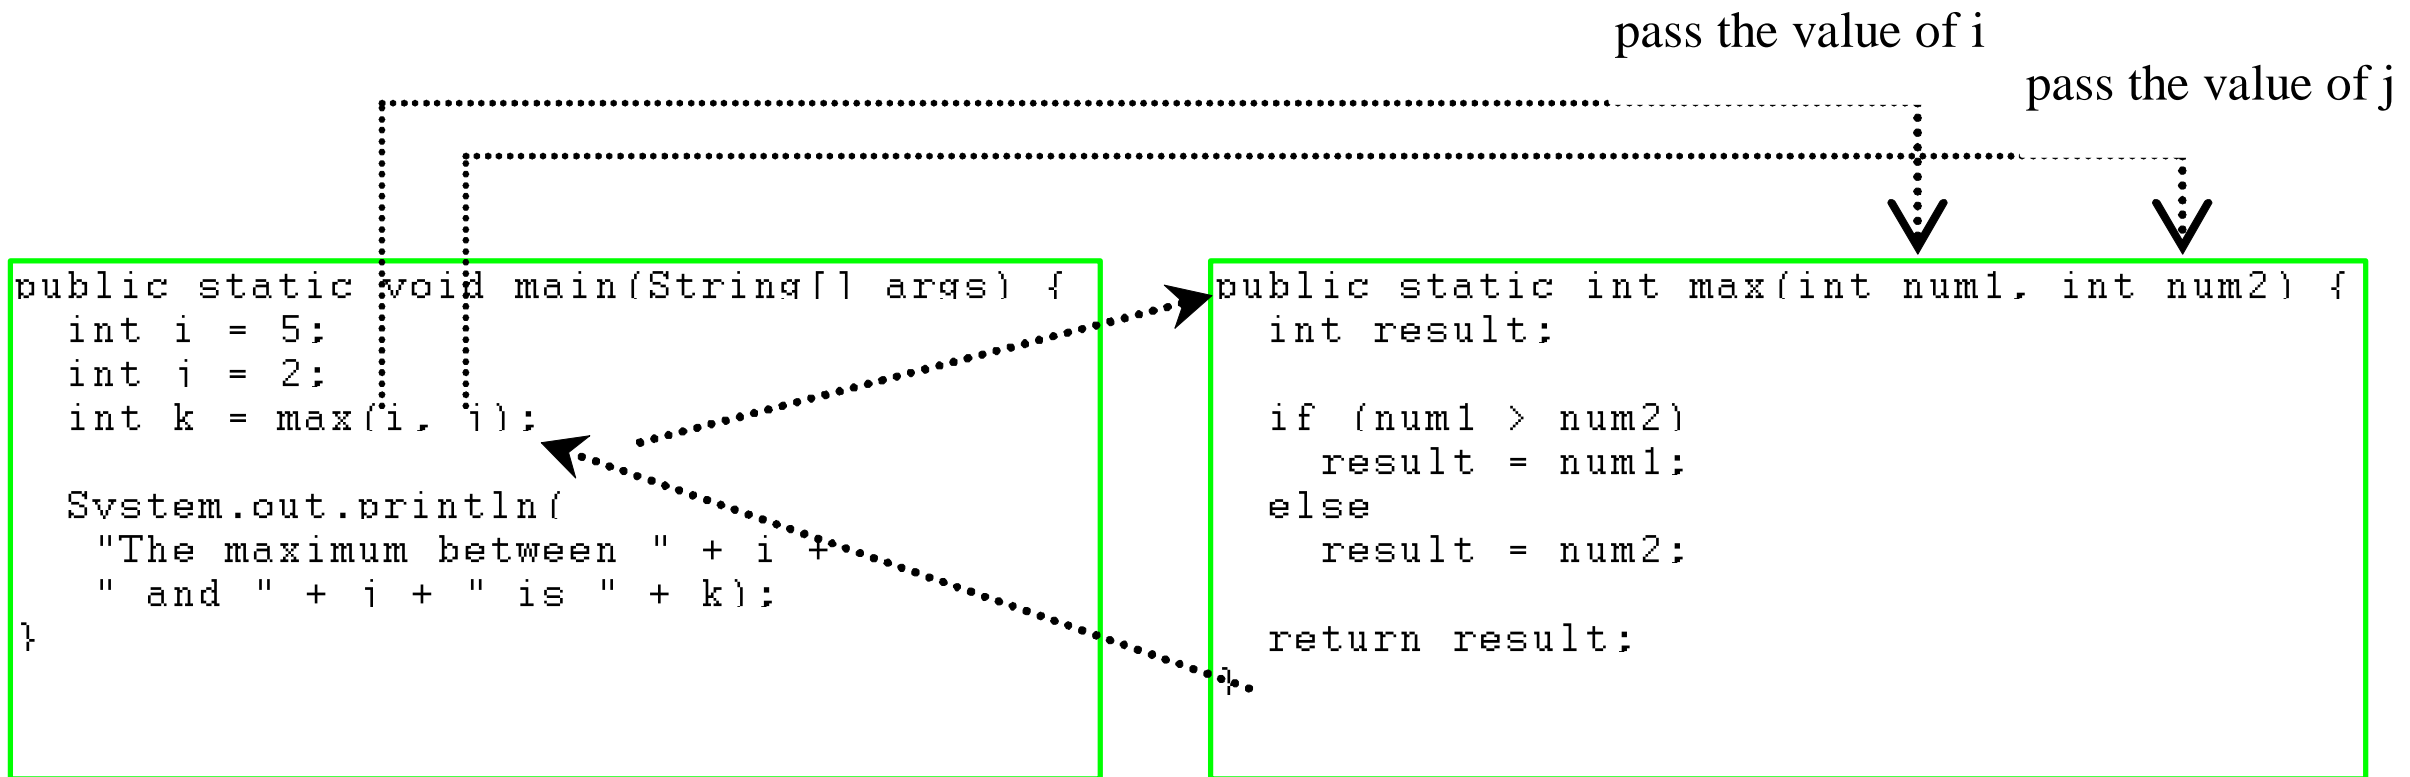 pass the value of i
pass the value of j
public static void main(String[] args) {
  int i = 5;
  int j = 2;
  int k = max(i, j);

  System.out.println(
   "The maximum between " + i +
   " and " + j + " is " + k);
}
public static int max(int num1, int num2) {
  int result;

  if (num1 > num2)
    result = num1;
  else
    result = num2;

  return result;
}